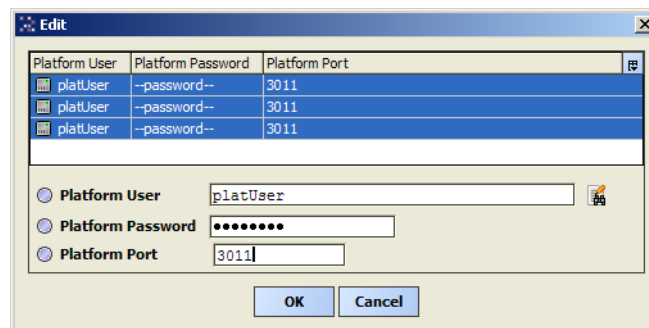 Edit
Platform User Platform Password Platform Port
platUser --password-- 3011
platUser --password-- 3011
platUser --password-- 3011
Platform User platUser
Platform Password ●●●●●●●●
Platform Port 3011
OK Cancel